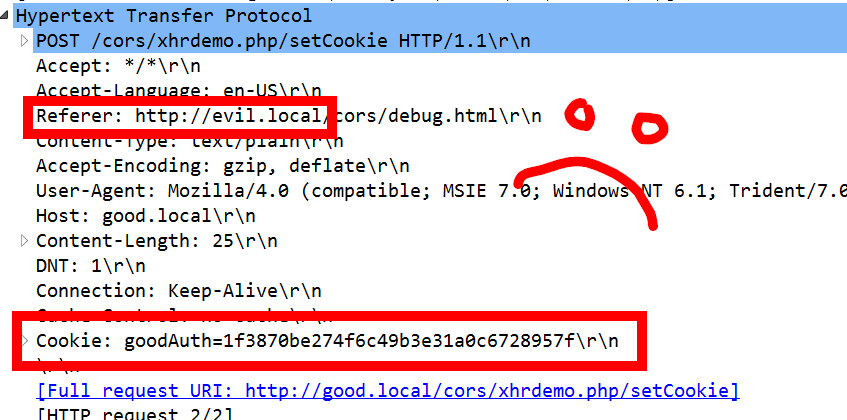 Hypertext Transfer Protocol
POST /cors/xhrdemo.php/setCookie HTTP/1.1\r\n
Accept: */*\r\n
Accept-Language: en-US\r\n
Referer: http://evil.local/cors/debug.html\r\n
Content-Type: text/plain\r\n
Accept-Encoding: gzip, deflate\r\n
User-Agent: Mozilla/4.0 (compatible; MSIE 7.0; Windows NT 6.1; Trident/7.0
Host: good.local\r\n
Content-Length: 25\r\n
DNT: 1\r\n
Connection: Keep-Alive\r\n
Cache-Control: no-cache\r\n
Cookie: goodAuth=1f3870be274f6c49b3e31a0c6728957f\r\n
\r\n
[Full request URI: http://good.local/cors/xhrdemo.php/setCookie]
[HTTP request 2/2]